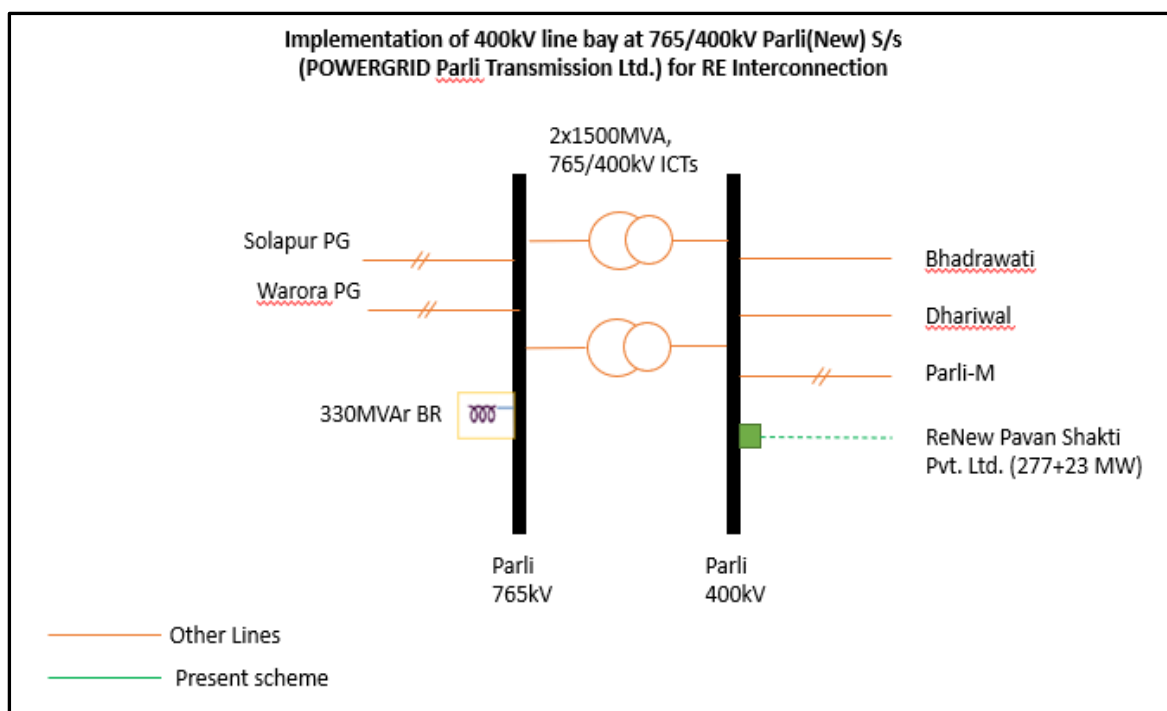 Implementation of 400kV line bay at 765/400kV Parli(New) S/s
(POWERGRID Parli Transmission Ltd.) for RE Interconnection
2x1500MVA,
765/400kV ICTs
Solapur PG
Warora PG
330MVAr BR
Bhadrawati
Dhariwal
Parli-M
ReNew Pavan Shakti
Pvt. Ltd. (277+23 MW)
Parli
765kV
Parli
400kV
Other Lines
Present scheme